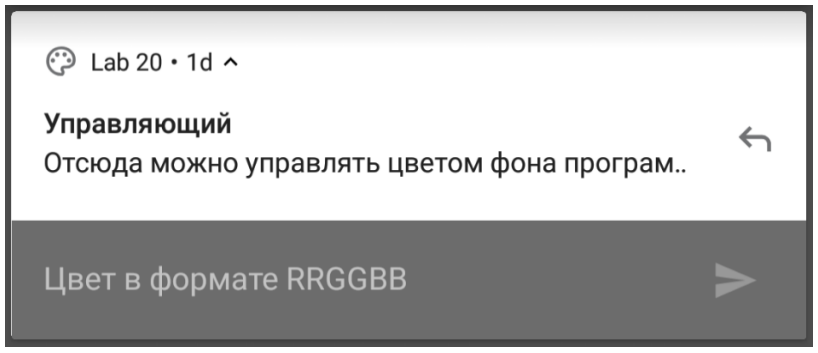 Lab 20 • 1d
Управляющий
Отсюда можно управлять цветом фона програм..
Цвет в формате RRGGBB